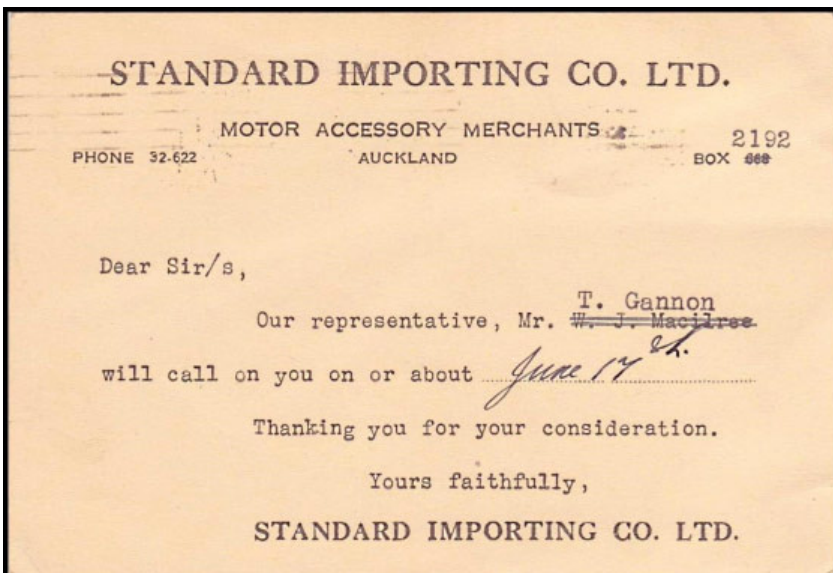 STANDARD IMPORTING CO. LTD.
MOTOR ACCESSORY MERCHANTS
2192
PHONE 32-622 AUCKLAND BOX 668
Dear Sir/s,
T. Gannon
Our representative, Mr. W. J. Macilree
will call on you on or about June 17th.
Thanking you for your consideration.
Yours faithfully,
STANDARD IMPORTING CO. LTD.